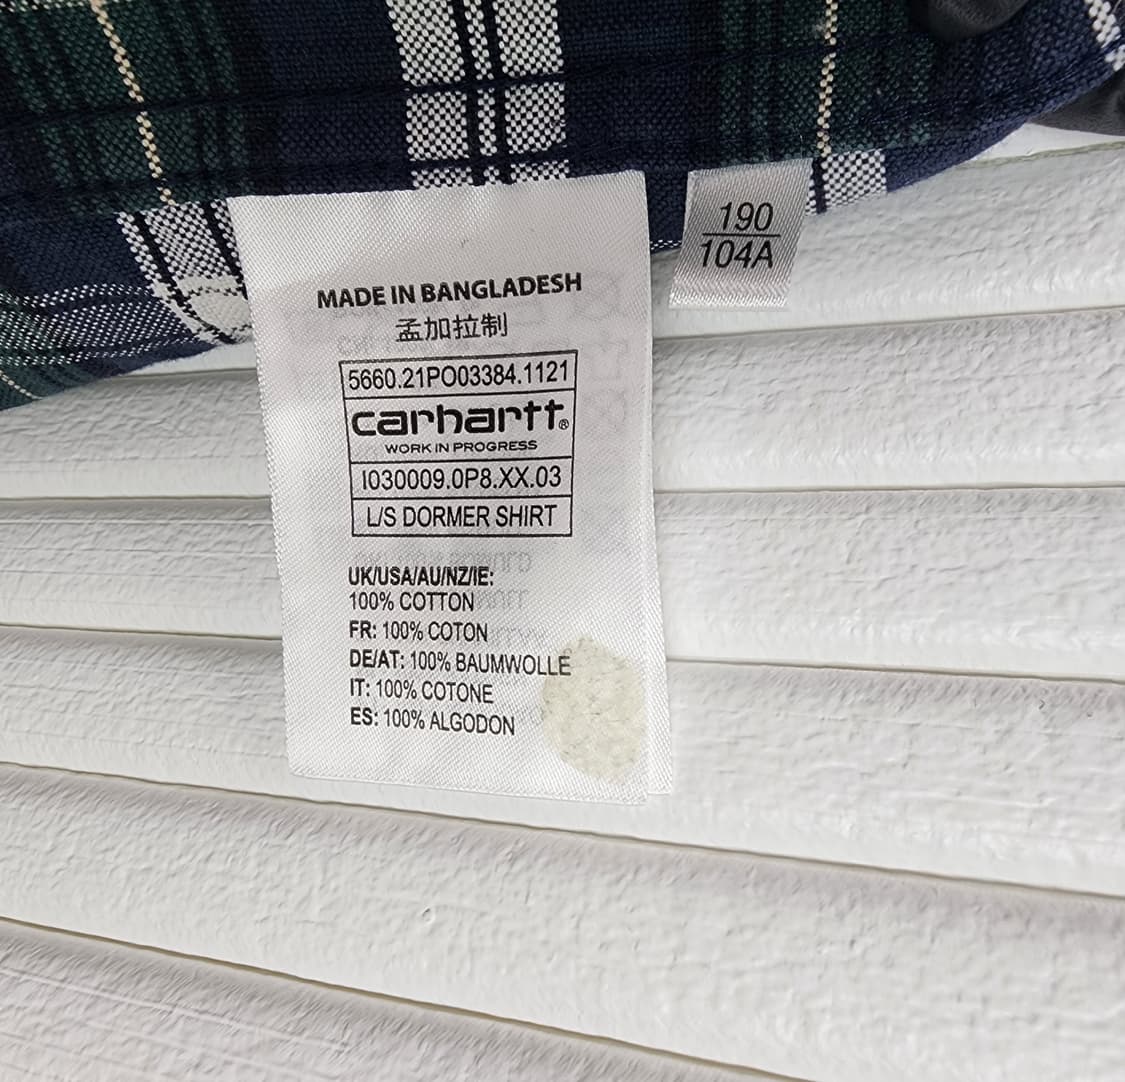 MADE IN BANGLADESH
孟加拉制
5660.21PO03384.1121
carhartt®
WORK IN PROGRESS
I030009.0P8.XX.03
L/S DORMER SHIRT
UK/USA/AU/NZ/IE:
100% COTTON
FR: 100% COTON
DE/AT: 100% BAUMWOLLE
IT: 100% COTONE
ES: 100% ALGODON
190
104A